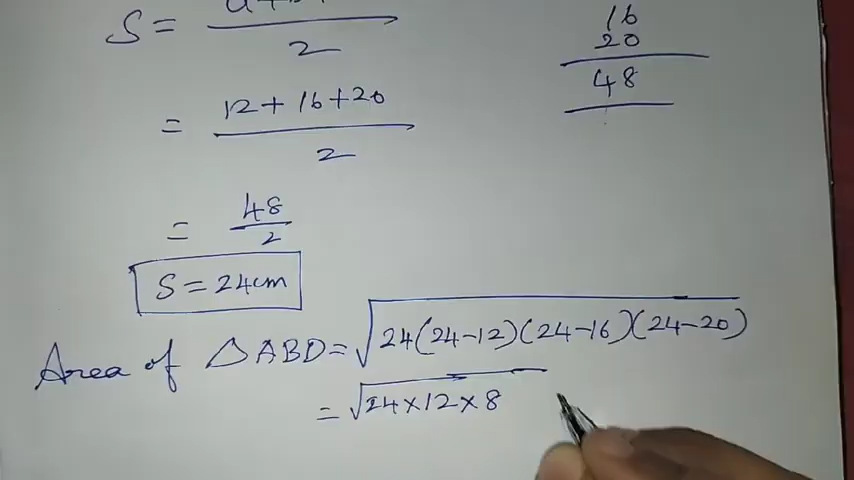 S = a+b+
2
16
20
48
= 12 + 16 + 20
2
= 48
2
S = 24cm
Area of △ABD = √24(24-12)(24-16)(24-20)
= √24×12×8